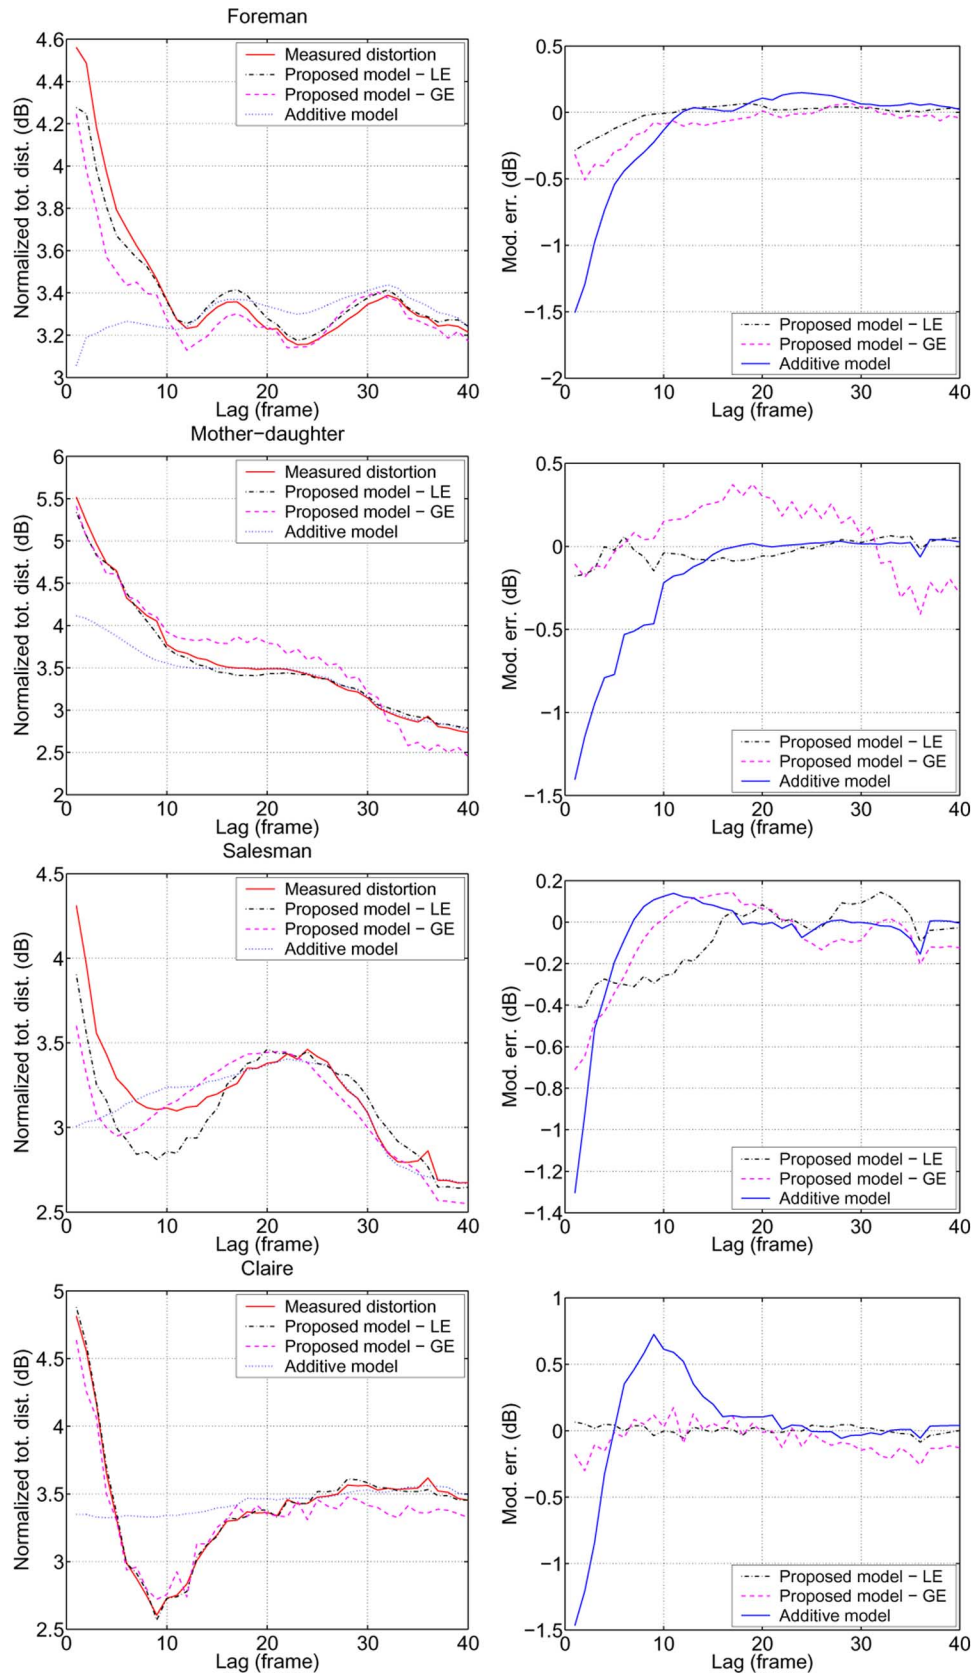 Foreman
Normalized tot. dist. (dB)
4.6
4.4
4.2
4
3.8
3.6
3.4
3.2
3
Measured distortion
Proposed model − LE
Proposed model − GE
Additive model
0 10 20 30 40
Lag (frame)
Mod. err. (dB)
0.5
0
−0.5
−1
−1.5
−2
Proposed model − LE
Proposed model − GE
Additive model
0 10 20 30 40
Lag (frame)
Mother−daughter
Normalized tot. dist. (dB)
6
5.5
5
4.5
4
3.5
3
2.5
2
Measured distortion
Proposed model − LE
Proposed model − GE
Additive model
0 10 20 30 40
Lag (frame)
Mod. err. (dB)
0.5
0
−0.5
−1
−1.5
Proposed model − LE
Proposed model − GE
Additive model
0 10 20 30 40
Lag (frame)
Salesman
Normalized tot. dist. (dB)
4.5
4
3.5
3
2.5
Measured distortion
Proposed model − LE
Proposed model − GE
Additive model
0 10 20 30 40
Lag (frame)
Mod. err. (dB)
0.2
0
−0.2
−0.4
−0.6
−0.8
−1
−1.2
−1.4
Proposed model − LE
Proposed model − GE
Additive model
0 10 20 30 40
Lag (frame)
Claire
Normalized tot. dist. (dB)
5
4.5
4
3.5
3
2.5
Measured distortion
Proposed model − LE
Proposed model − GE
Additive model
0 10 20 30 40
Lag (frame)
Mod. err. (dB)
1
0.5
0
−0.5
−1
−1.5
Proposed model − LE
Proposed model − GE
Additive model
0 10 20 30 40
Lag (frame)